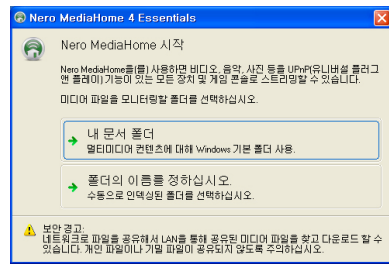 Nero MediaHome 4 Essentials
Nero MediaHome 시작
Nero MediaHome을(를) 사용하면 비디오, 음악, 사진 등을 UPnP(유니버설 플러그
앤 플레이) 기능이 있는 모든 장치 및 게임 콘솔로 스트리밍할 수 있습니다.
미디어 파일을 모니터링할 폴더를 선택하십시오.
내 문서 폴더
멀티미디어 컨텐츠에 대해 Windows 기본 폴더 사용.
폴더의 이름를 정하십시오.
수동으로 인덱싱된 폴더를 선택하십시오.
보안 경고:
네트워크로 파일을 공유해서 LAN을 통해 공유된 미디어 파일을 찾고 다운로드 할 수
있습니다. 개인 파일이나 기밀 파일이 공유되지 않도록 주의하십시오.